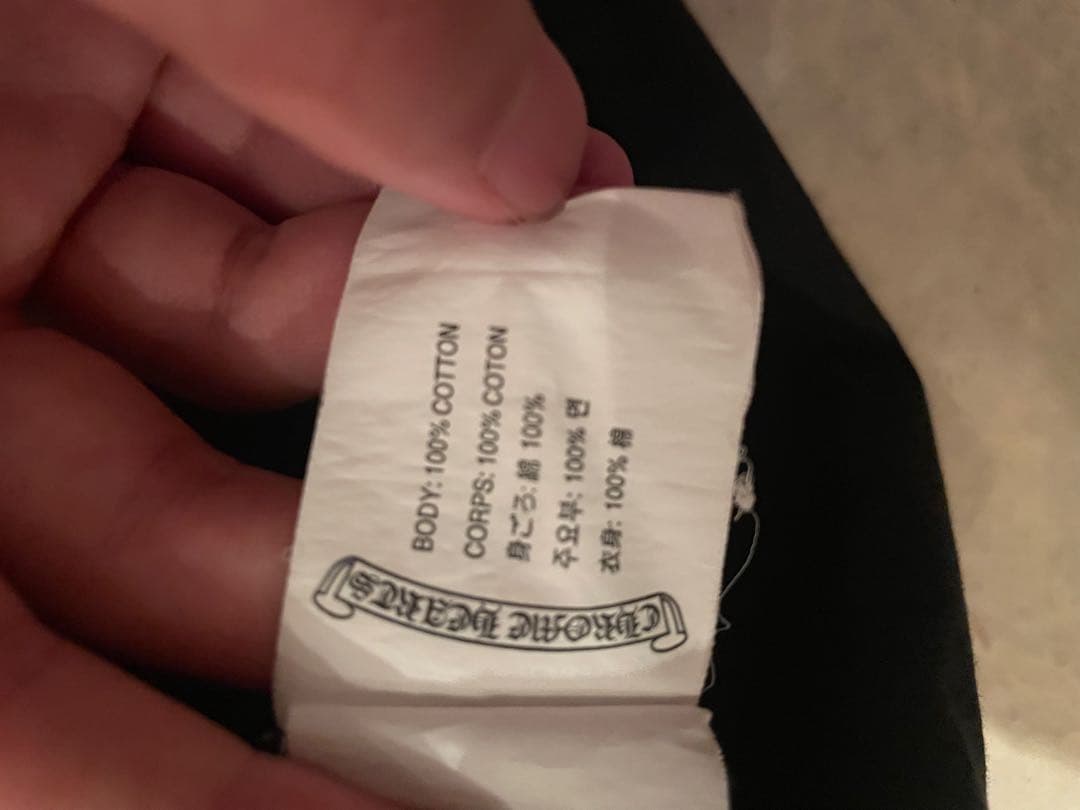 BODY: 100% COTTON
CORPS: 100% COTON
身ごろ: 綿 100%
주요부: 100% 면
衣身: 100% 棉
CHROME HEARTS